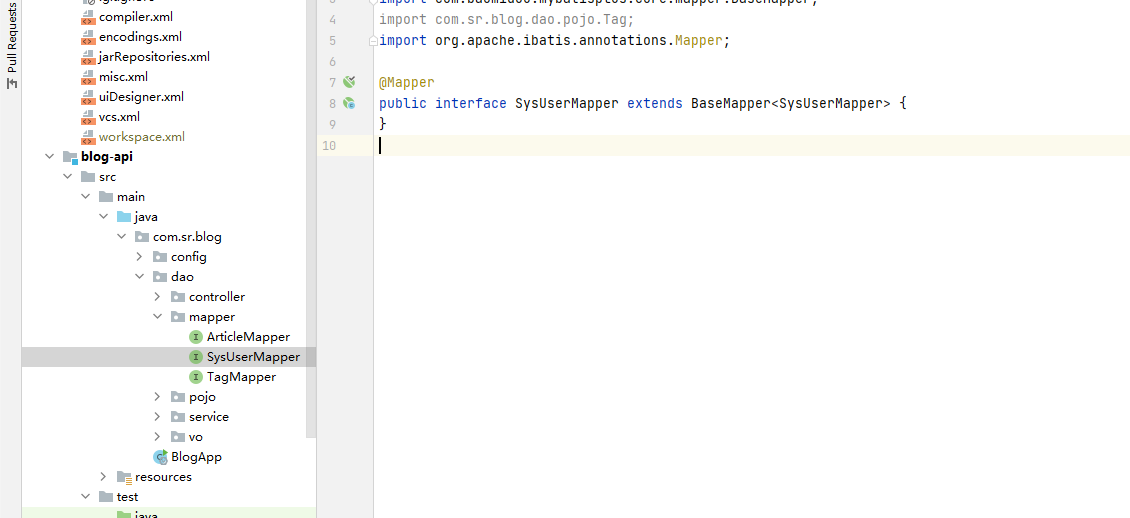 Pull Requests
compiler.xml
encodings.xml
jarRepositories.xml
misc.xml
uiDesigner.xml
vcs.xml
workspace.xml
blog-api
src
main
java
com.sr.blog
config
dao
controller
mapper
ArticleMapper
SysUserMapper
TagMapper
pojo
service
vo
BlogApp
resources
test
java
import com.baomidou.mybatisplus.core.mapper.BaseMapper;
4 import com.sr.blog.dao.pojo.Tag;
5 import org.apache.ibatis.annotations.Mapper;
6
7 @Mapper
8 public interface SysUserMapper extends BaseMapper<SysUserMapper> {
9 }
10